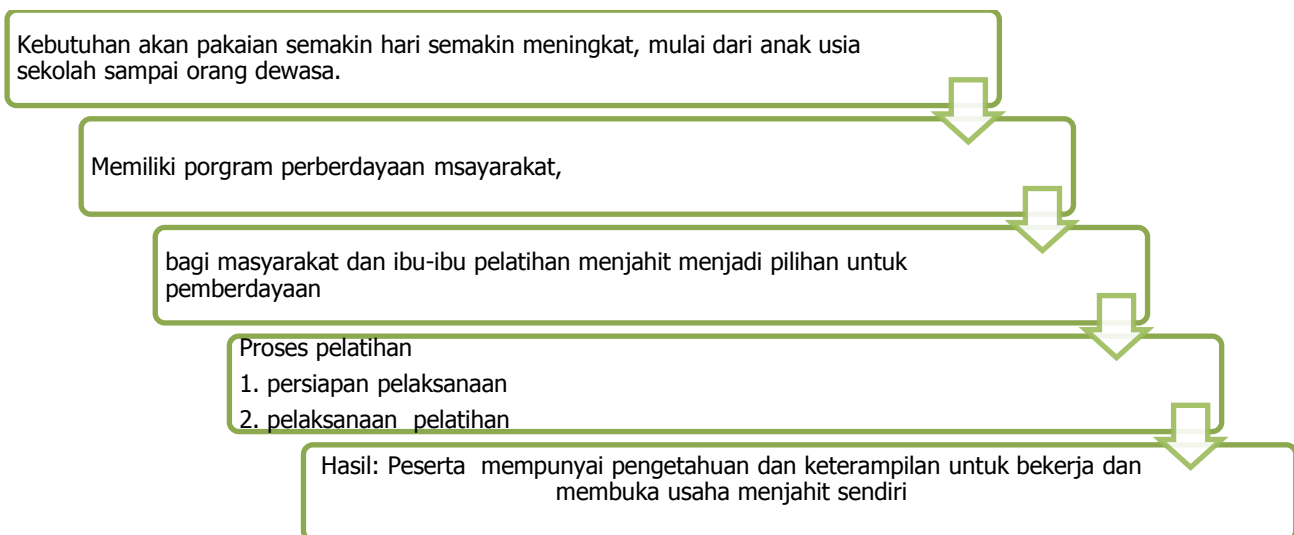 Kebutuhan akan pakaian semakin hari semakin meningkat, mulai dari anak usia
sekolah sampai orang dewasa.
Memiliki porgram perberdayaan msayarakat,
bagi masyarakat dan ibu-ibu pelatihan menjahit menjadi pilihan untuk
pemberdayaan
Proses pelatihan
1. persiapan pelaksanaan
2. pelaksanaan pelatihan
Hasil: Peserta mempunyai pengetahuan dan keterampilan untuk bekerja dan
membuka usaha menjahit sendiri